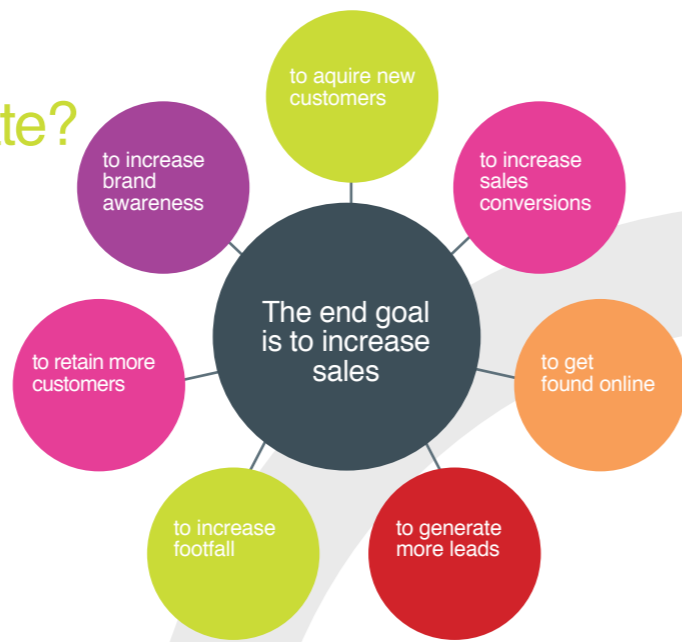 te?
to aquire new
customers
to increase
sales
conversions
to get
found online
to generate
more leads
to increase
footfall
to retain more
customers
to increase
brand
awareness
The end goal
is to increase
sales